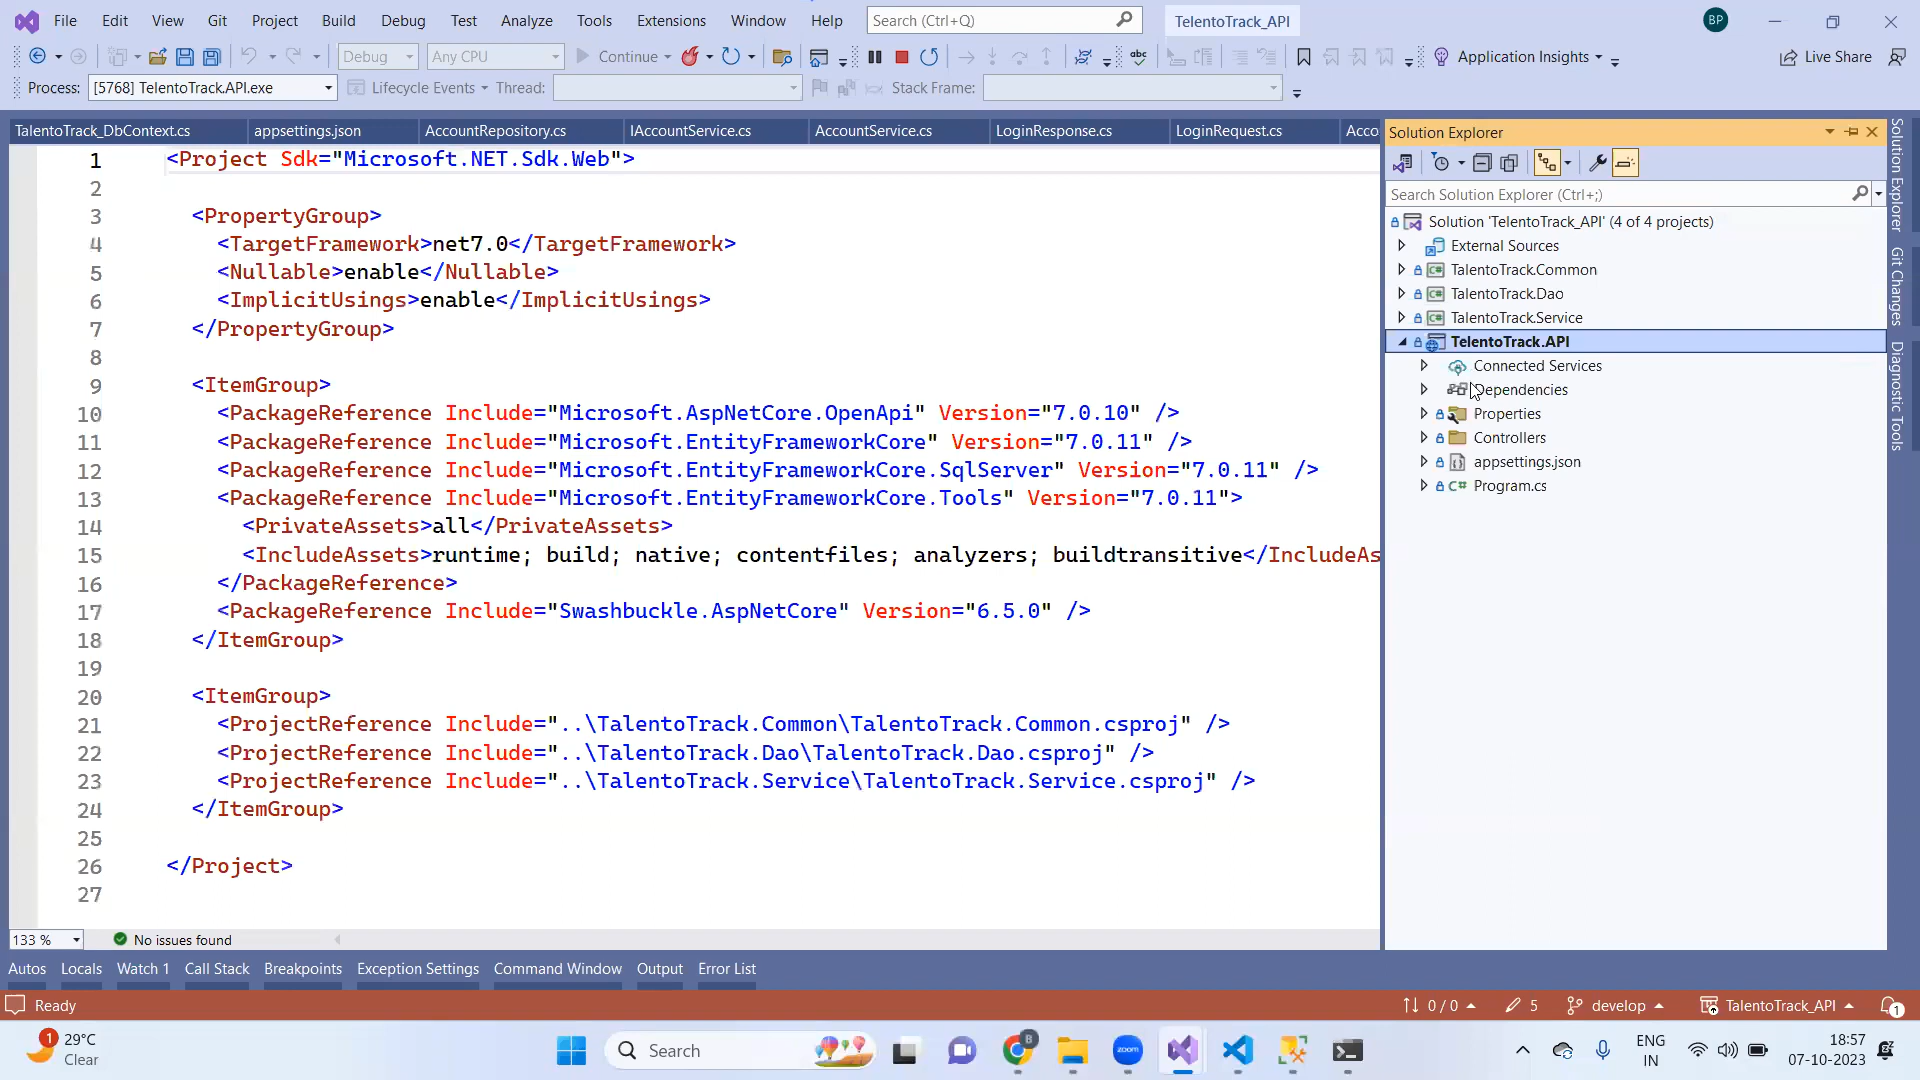 File Edit View Git Project Build Debug Test Analyze Tools Extensions Window Help Search (Ctrl+Q) TelentoTrack_API BP
Debug Any CPU Continue abc Application Insights Live Share
Process: [5768] TelentoTrack.API.exe Lifecycle Events Thread: Stack Frame:
TalentoTrack_DbContext.cs appsettings.json AccountRepository.cs IAccountService.cs AccountService.cs LoginResponse.cs LoginRequest.cs Acco
1 <Project Sdk="Microsoft.NET.Sdk.Web">
2
3 <PropertyGroup>
4 <TargetFramework>net7.0</TargetFramework>
5 <Nullable>enable</Nullable>
6 <ImplicitUsings>enable</ImplicitUsings>
7 </PropertyGroup>
8
9 <ItemGroup>
10 <PackageReference Include="Microsoft.AspNetCore.OpenApi" Version="7.0.10" />
11 <PackageReference Include="Microsoft.EntityFrameworkCore" Version="7.0.11" />
12 <PackageReference Include="Microsoft.EntityFrameworkCore.SqlServer" Version="7.0.11" />
13 <PackageReference Include="Microsoft.EntityFrameworkCore.Tools" Version="7.0.11">
14 <PrivateAssets>all</PrivateAssets>
15 <IncludeAssets>runtime; build; native; contentfiles; analyzers; buildtransitive</IncludeAs
16 </PackageReference>
17 <PackageReference Include="Swashbuckle.AspNetCore" Version="6.5.0" />
18 </ItemGroup>
19
20 <ItemGroup>
21 <ProjectReference Include="..\TalentoTrack.Common\TalentoTrack.Common.csproj" />
22 <ProjectReference Include="..\TalentoTrack.Dao\TalentoTrack.Dao.csproj" />
23 <ProjectReference Include="..\TalentoTrack.Service\TalentoTrack.Service.csproj" />
24 </ItemGroup>
25
26 </Project>
27
133 % No issues found
Solution Explorer
Search Solution Explorer (Ctrl+;)
Solution 'TelentoTrack_API' (4 of 4 projects)
External Sources
TalentoTrack.Common
TalentoTrack.Dao
TalentoTrack.Service
TelentoTrack.API
Connected Services
Dependencies
Properties
Controllers
appsettings.json
Program.cs
Solution Explorer
Git Changes
Diagnostic Tools
Autos Locals Watch 1 Call Stack Breakpoints Exception Settings Command Window Output Error List
Ready 0 / 0 5 develop TalentoTrack_API 1
1 29°C
Clear
Search B zoom
ENG
IN
18:57
07-10-2023